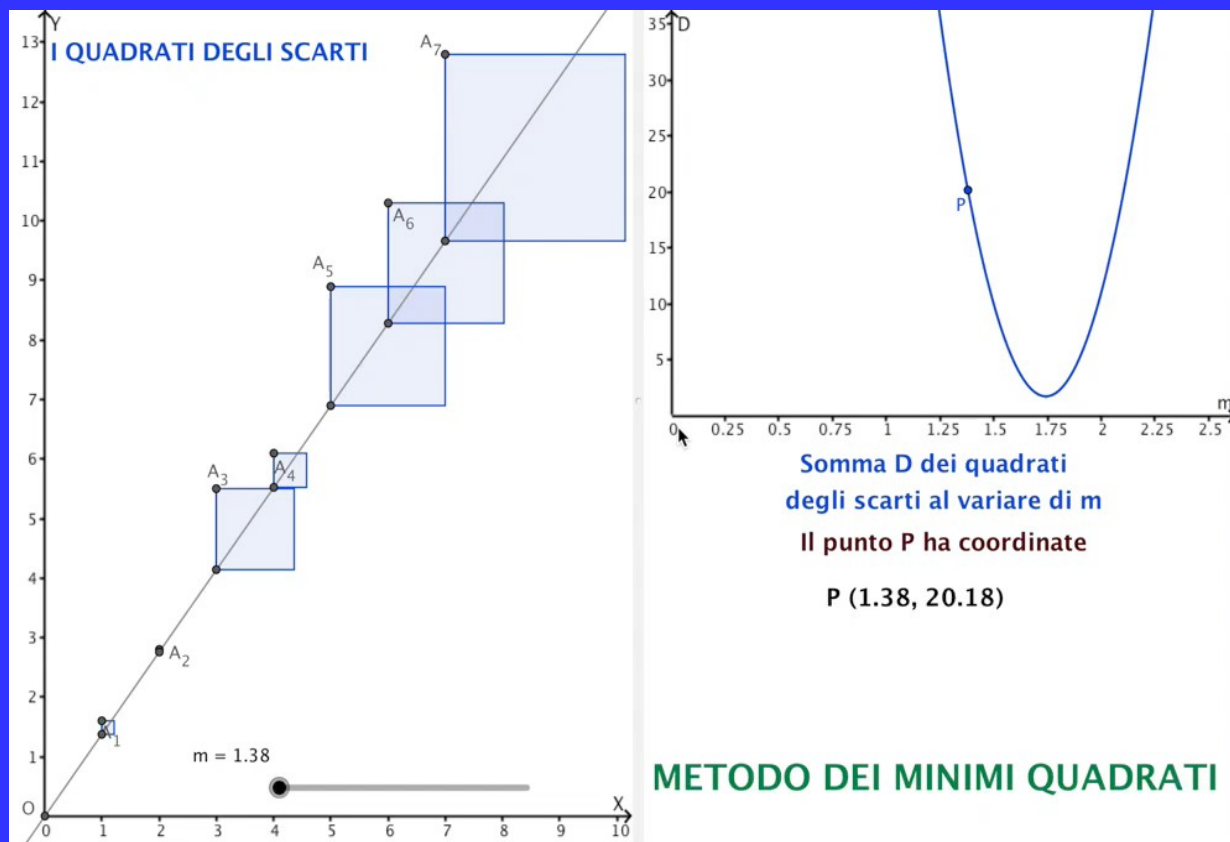 Y
I QUADRATI DEGLI SCARTI
13
12
11
10
9
8
7
6
5
4
3
2
1
O
0 1 2 3 4 5 6 7 8 9 10
X
A7
A6
A5
A4
A3
A2
A1
m = 1.38
D
35
30
25
20
15
10
5
P
m
0 0.25 0.5 0.75 1 1.25 1.5 1.75 2 2.25 2.5
Somma D dei quadrati
degli scarti al variare di m
Il punto P ha coordinate
P (1.38, 20.18)
METODO DEI MINIMI QUADRATI